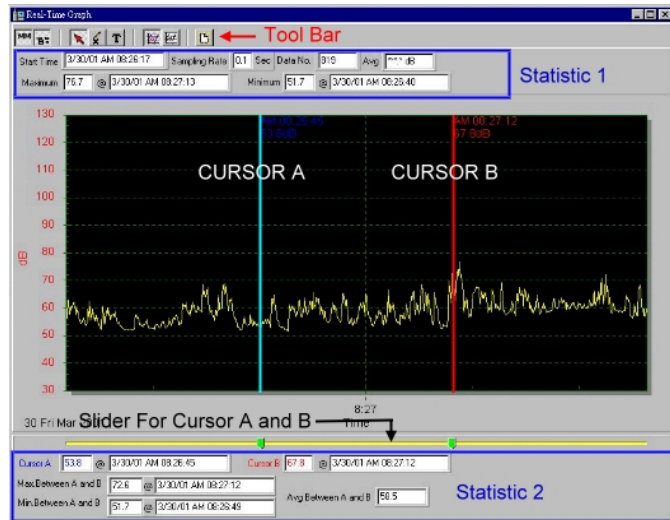 Real-Time Graph
MM T Tool Bar
Start Time 3/30/01 AM 08:26:17 Sampling Rate 0.1 Sec Data No. 819 Avg **.* dB
Maximum 76.7 @ 3/30/01 AM 08:27:13 Minimum 51.7 @ 3/30/01 AM 08:26:40
Statistic 1
130
120
110
100
90
80
70
60
50
40
30
dB
AM 08:26:45
53.8dB
AM 08:27:12
67.8dB
CURSOR A
CURSOR B
8:27
30 Fri Mar
Time
Slider For Cursor A and B
Cursor A 53.8 @ 3/30/01 AM 08:26:45 Cursor B 67.8 @ 3/30/01 AM 08:27:12
Max.Between A and B 72.6 @ 3/30/01 AM 08:27:12
Min.Between A and B 51.7 @ 3/30/01 AM 08:26:49
Avg Between A and B 58.5
Statistic 2